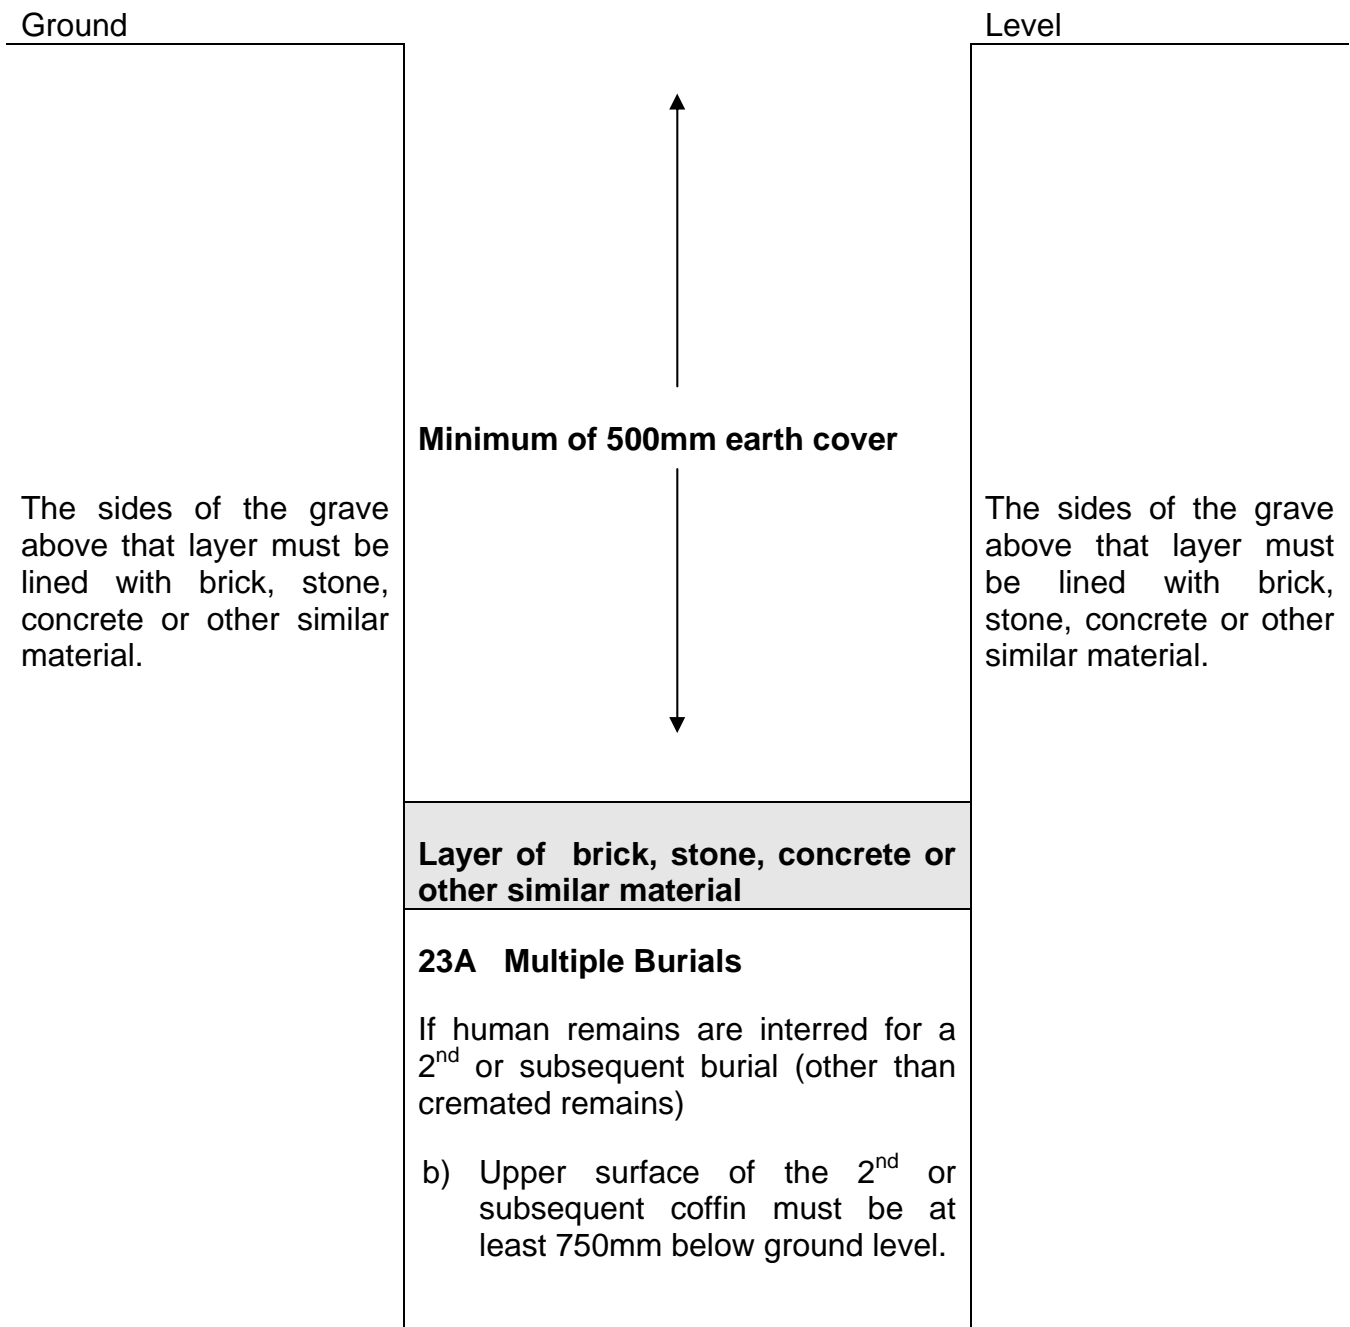 Ground
Level
Minimum of 500mm earth cover
The sides of the grave
above that layer must be
lined with brick, stone,
concrete or other similar
material.
The sides of the grave
above that layer must
be lined with brick,
stone, concrete or other
similar material.
Layer of brick, stone, concrete or
other similar material
23A Multiple Burials
If human remains are interred for a
2nd or subsequent burial (other than
cremated remains)
b) Upper surface of the 2nd or
subsequent coffin must be at
least 750mm below ground level.